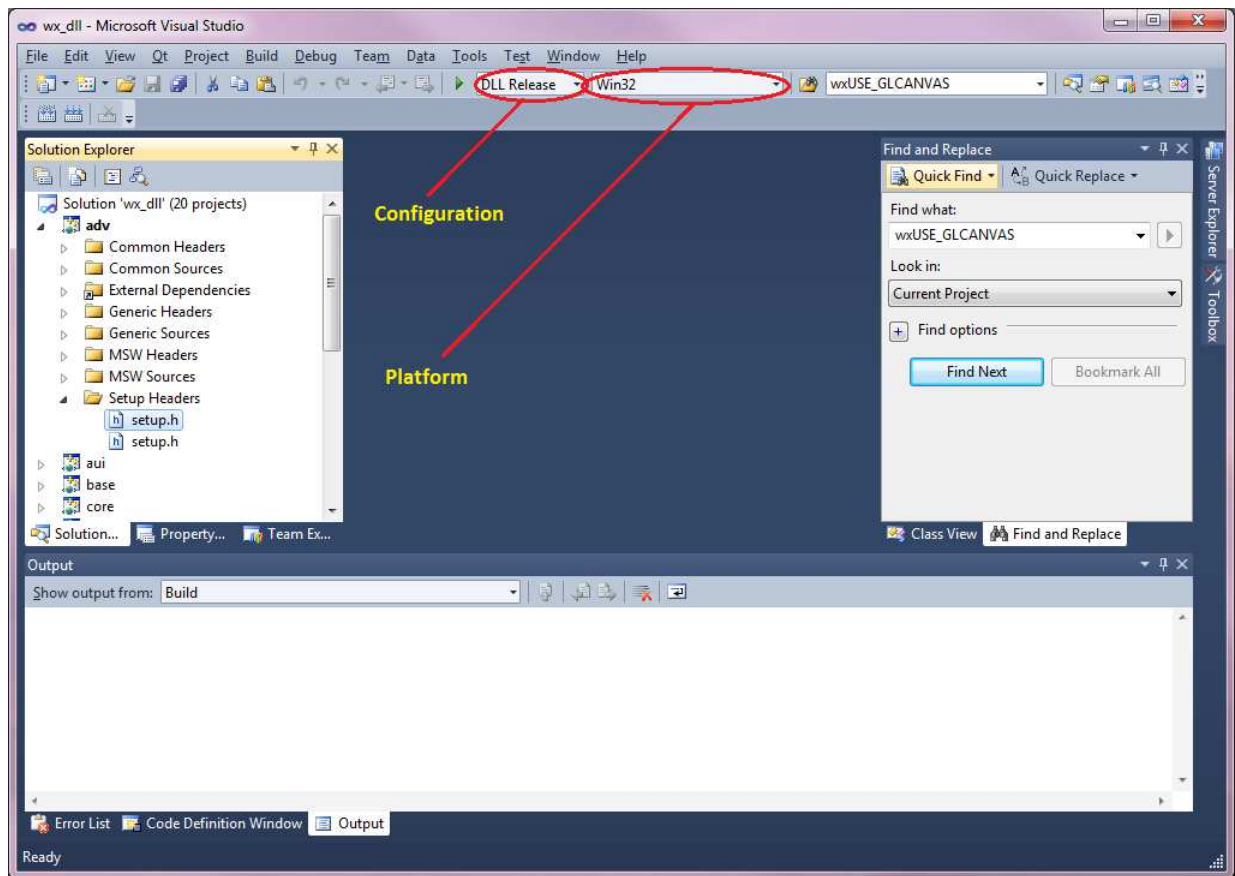 wx_dll - Microsoft Visual Studio
File Edit View Qt Project Build Debug Team Data Tools Test Window Help
DLL Release Win32 wxUSE_GLCANVAS
Solution Explorer
Solution 'wx_dll' (20 projects)
adv
Common Headers
Common Sources
External Dependencies
Generic Headers
Generic Sources
MSW Headers
MSW Sources
Setup Headers
setup.h
setup.h
aui
base
core
Solution... Property... Team Ex...
Configuration
Platform
Find and Replace
Quick Find Quick Replace
Find what:
wxUSE_GLCANVAS
Look in:
Current Project
Find options
Find Next Bookmark All
Class View Find and Replace
Server Explorer
Toolbox
Output
Show output from: Build
Error List Code Definition Window Output
Ready